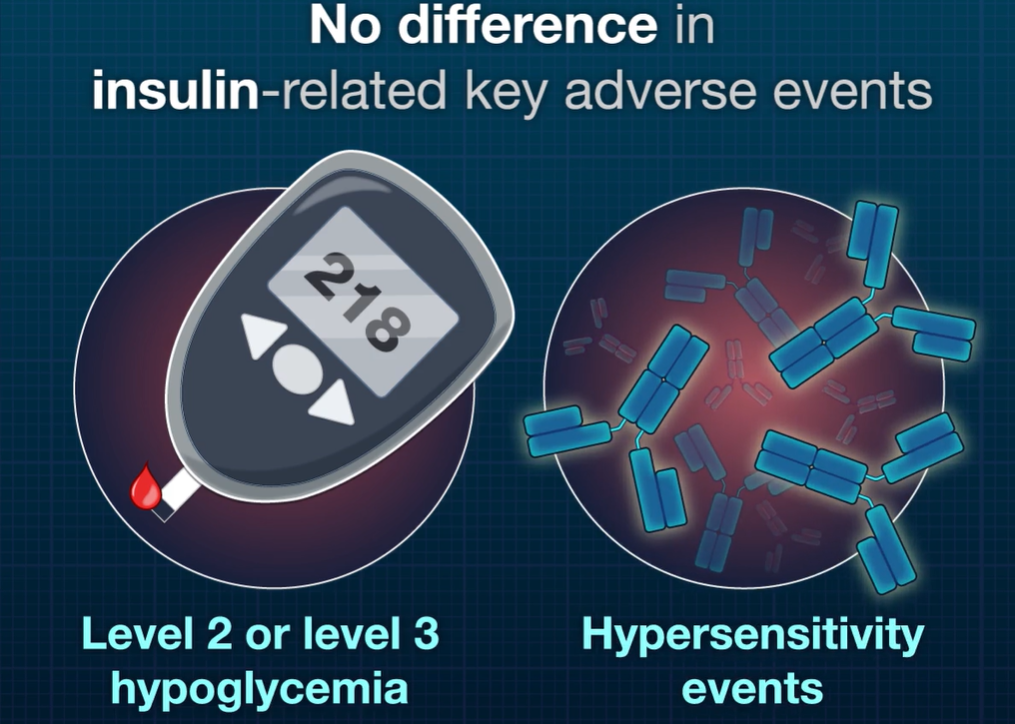 No difference in
insulin-related key adverse events
218
Level 2 or level 3
hypoglycemia
Hypersensitivity
events